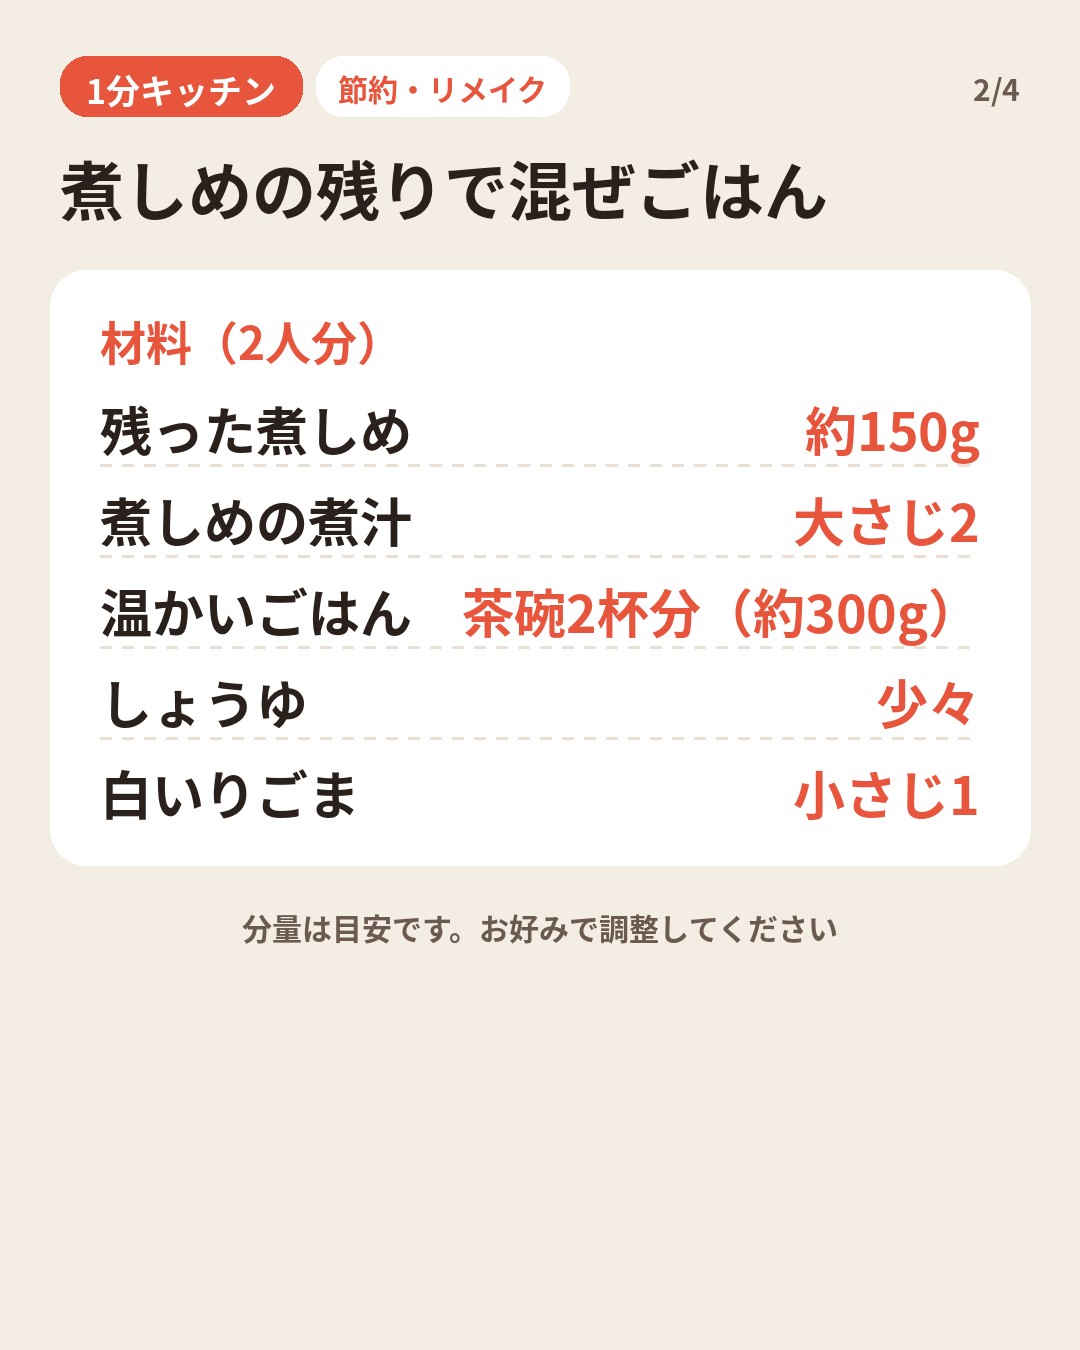 1分キッチン 節約・リメイク 2/4
煮しめの残りで混ぜごはん
材料（2人分）
残った煮しめ 約150g
煮しめの煮汁 大さじ2
温かいごはん 茶碗2杯分（約300g）
しょうゆ 少々
白いりごま 小さじ1
分量は目安です。お好みで調整してください